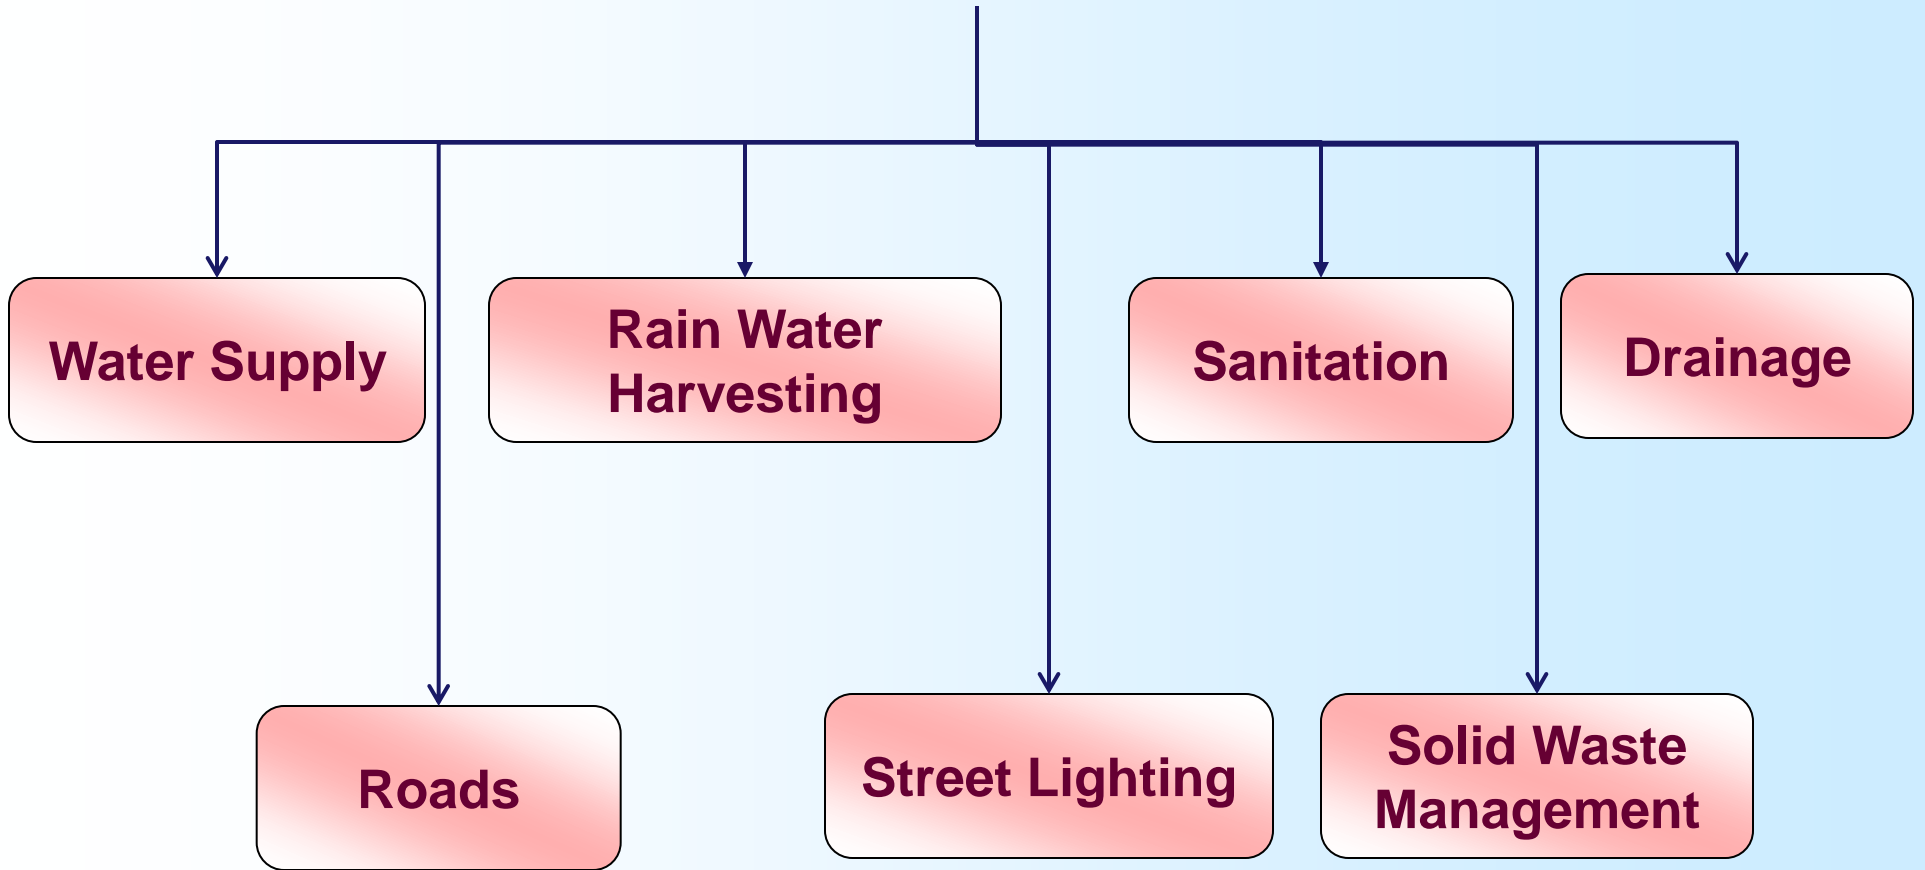 Water Supply
Rain Water
Harvesting
Sanitation
Drainage
Roads
Street Lighting
Solid Waste
Management